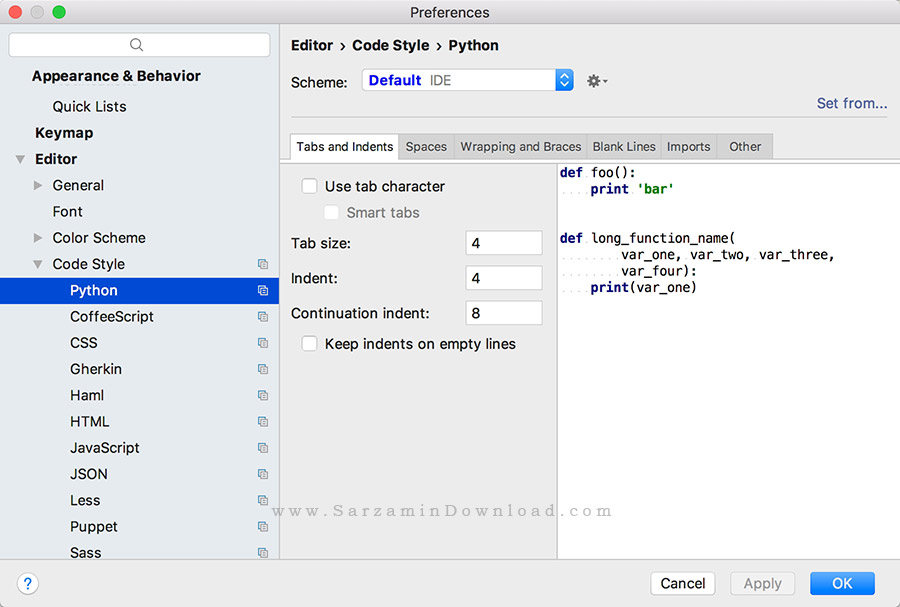 Preferences
Appearance & Behavior
Quick Lists
Keymap
Editor
General
Font
Color Scheme
Code Style
Python
CoffeeScript
CSS
Gherkin
Haml
HTML
JavaScript
JSON
Less
Puppet
Sass
Editor › Code Style › Python
Scheme: Default IDE
Set from...
Tabs and Indents Spaces Wrapping and Braces Blank Lines Imports Other
Use tab character
Smart tabs
Tab size: 4
Indent: 4
Continuation indent: 8
Keep indents on empty lines
def foo():
print 'bar'
def long_function_name(
var_one, var_two, var_three,
var_four):
print(var_one)
www.SarzaminDownload.com
? Cancel Apply OK